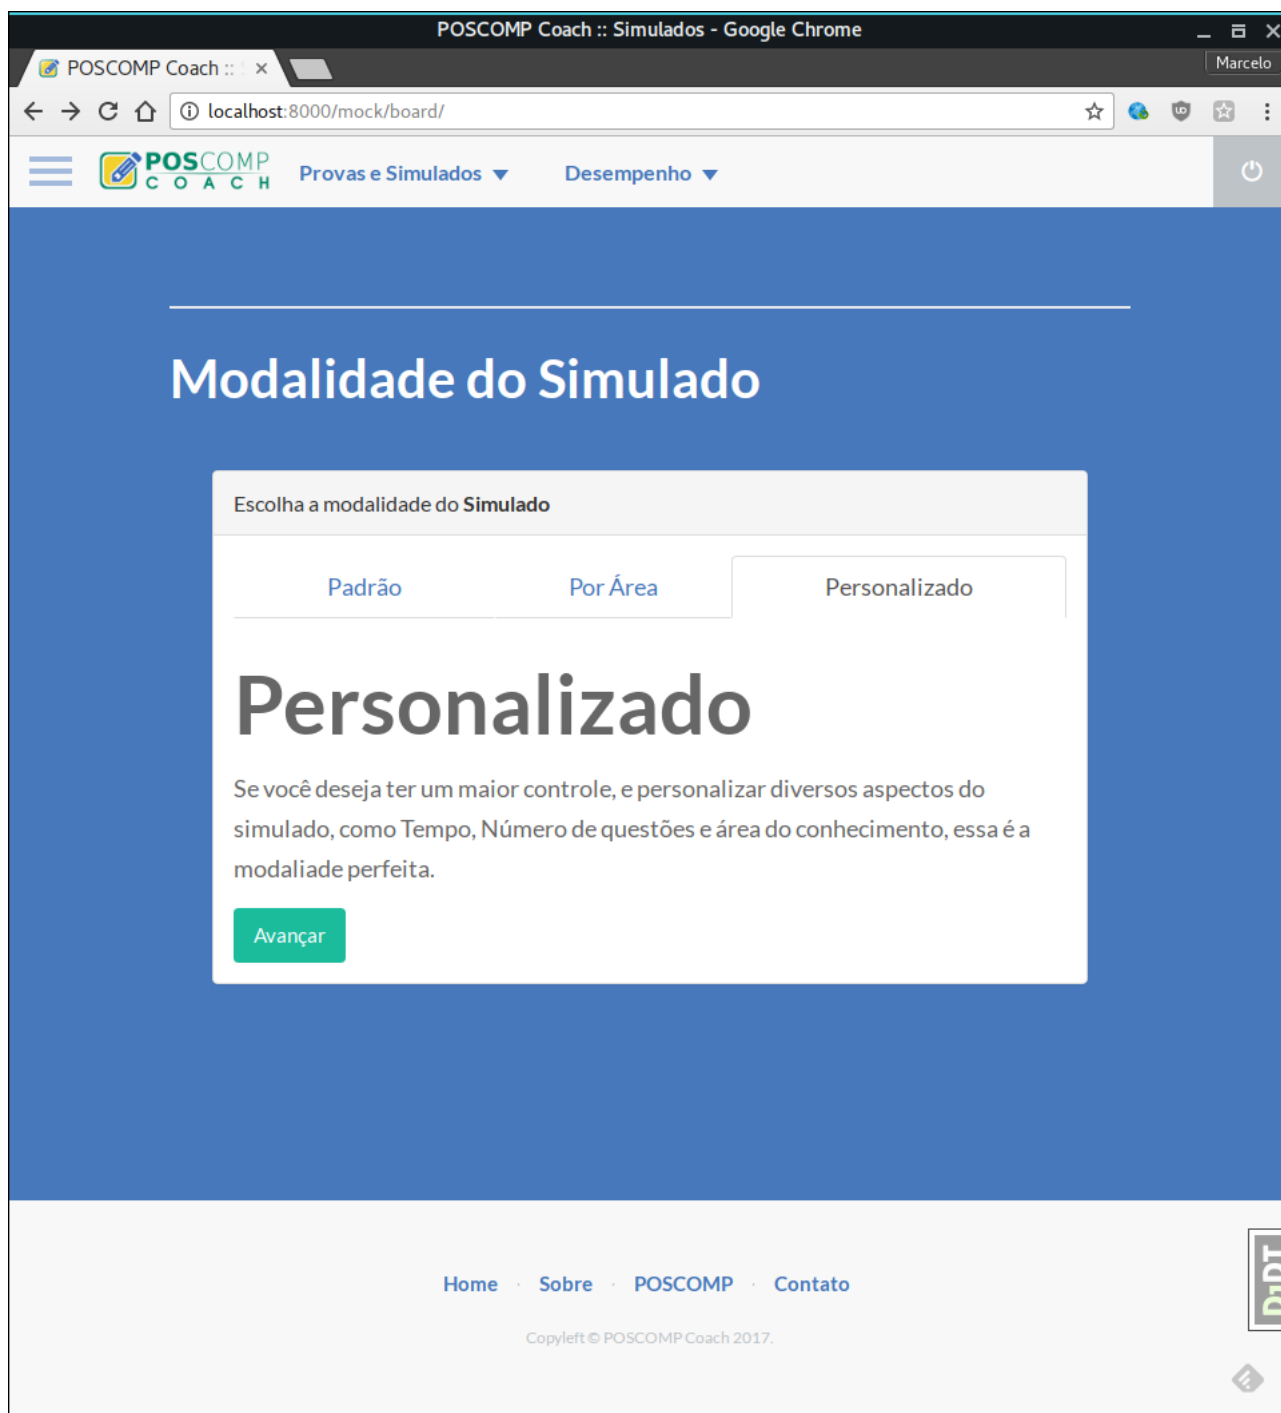 POSCOMP Coach :: Simulados - Google Chrome
POSCOMP Coach ::
Marcelo
localhost:8000/mock/board/
POSCOMP
COACH
Provas e Simulados
Desempenho
Modalidade do Simulado
Escolha a modalidade do Simulado
Padrão
Por Área
Personalizado
Personalizado
Se você deseja ter um maior controle, e personalizar diversos aspectos do
simulado, como Tempo, Número de questões e área do conhecimento, essa é a
modaliade perfeita.
Avançar
Home · Sobre · POSCOMP · Contato
Copyleft © POSCOMP Coach 2017.
DjDT